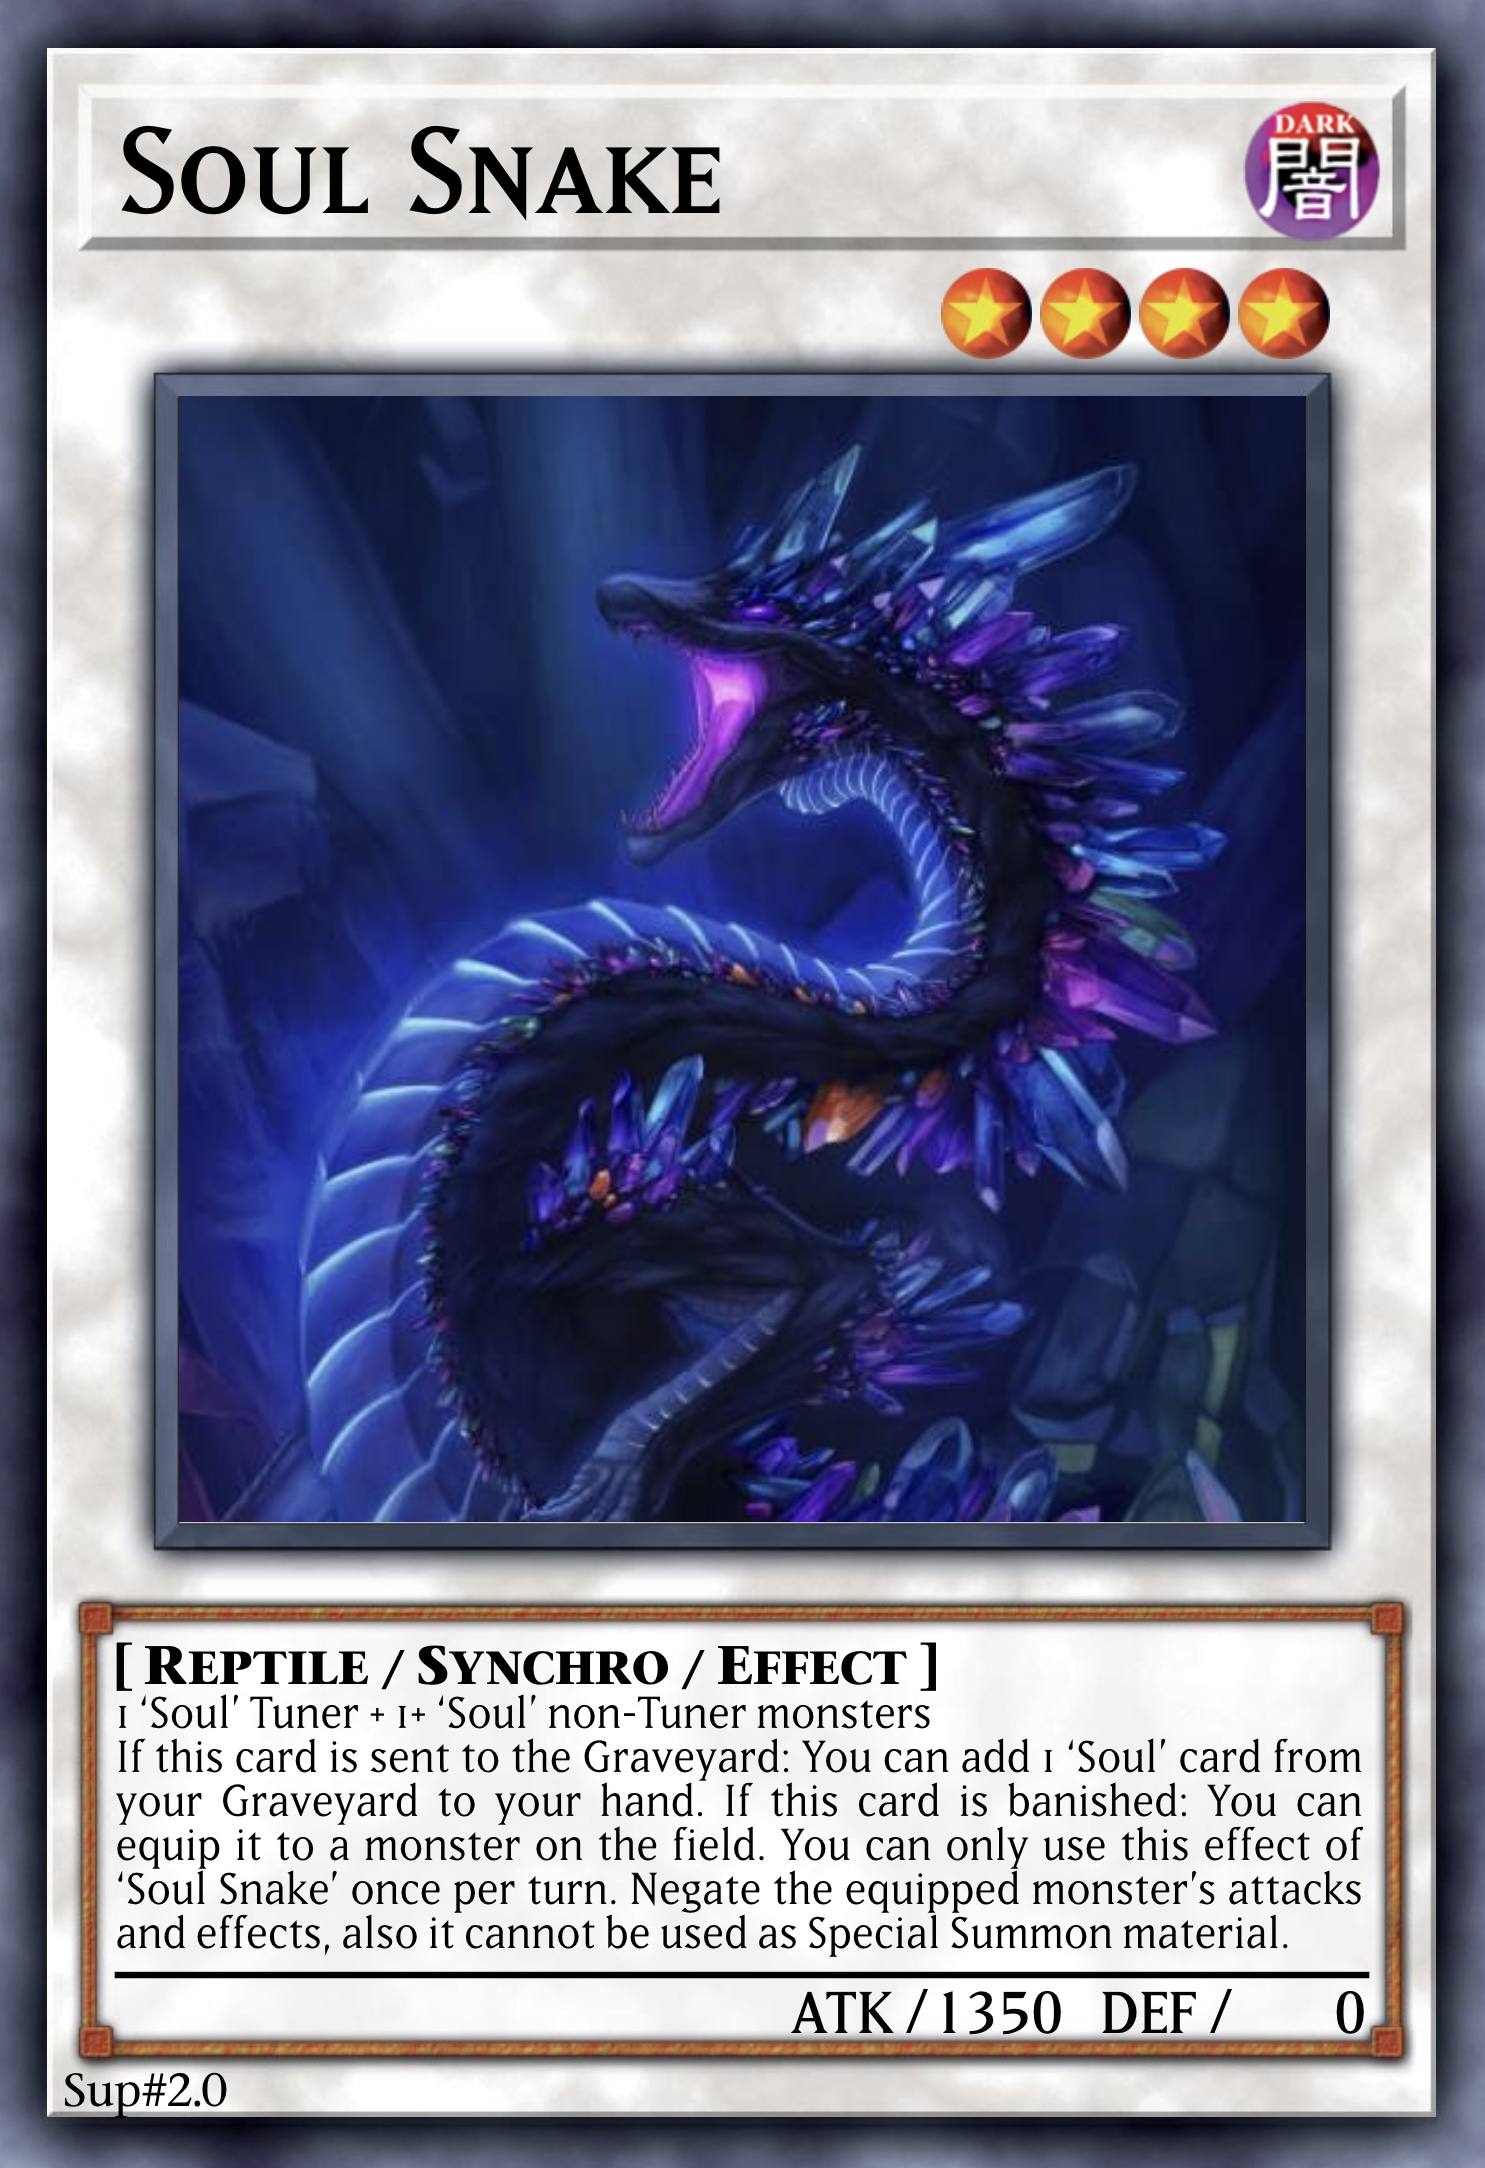 Soul Snake
DARK
闇
[ Reptile / Synchro / Effect ]
1 ‘Soul’ Tuner + 1+ ‘Soul’ non-Tuner monsters
If this card is sent to the Graveyard: You can add 1 ‘Soul’ card from
your Graveyard to your hand. If this card is banished: You can
equip it to a monster on the field. You can only use this effect of
‘Soul Snake’ once per turn. Negate the equipped monster's attacks
and effects, also it cannot be used as Special Summon material.
ATK / 1350 DEF / 0
Sup#2.0